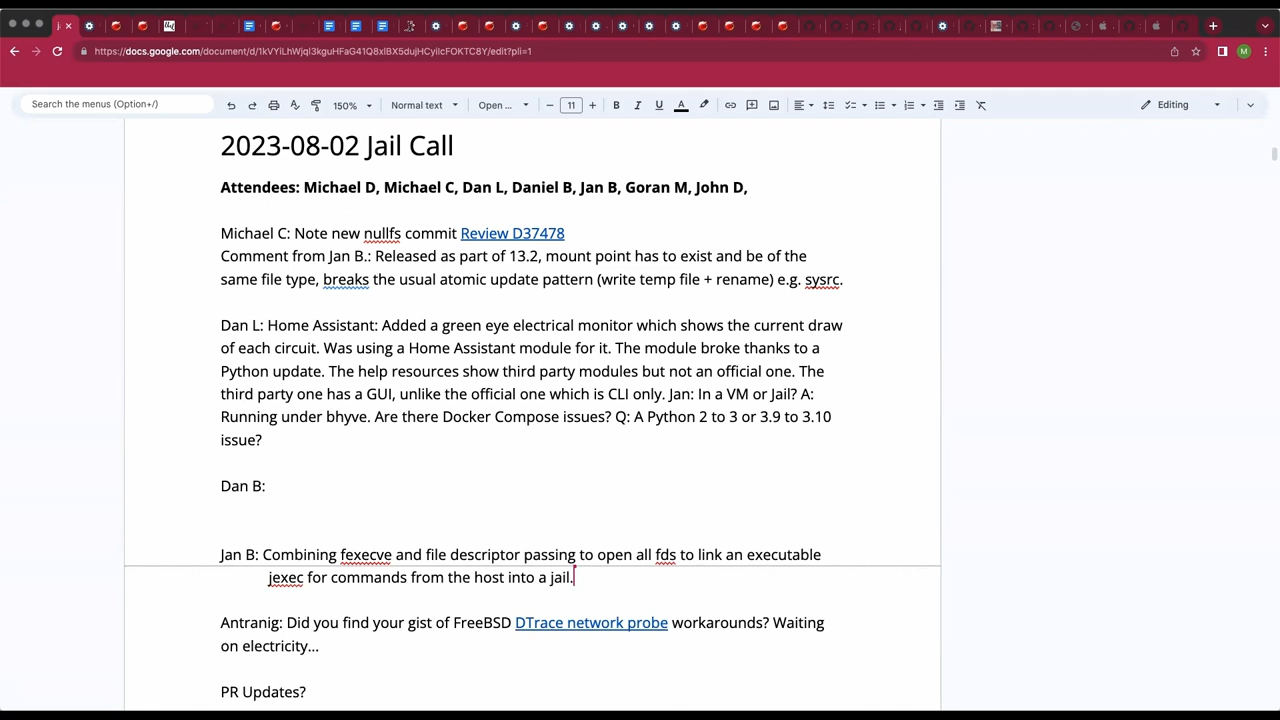 https://docs.google.com/document/d/1kVYiLhWjqI3kguHFaG41Q8xlBX5dujHCyiIcFOKTC8Y/edit?pli=1
M
Search the menus (Option+/)
150%
Normal text
Open ...
11
B I U A
Editing
2023-08-02 Jail Call
Attendees: Michael D, Michael C, Dan L, Daniel B, Jan B, Goran M, John D,
Michael C: Note new nullfs commit Review D37478
Comment from Jan B.: Released as part of 13.2, mount point has to exist and be of the
same file type, breaks the usual atomic update pattern (write temp file + rename) e.g. sysrc.
Dan L: Home Assistant: Added a green eye electrical monitor which shows the current draw
of each circuit. Was using a Home Assistant module for it. The module broke thanks to a
Python update. The help resources show third party modules but not an official one. The
third party one has a GUI, unlike the official one which is CLI only. Jan: In a VM or Jail? A:
Running under bhyve. Are there Docker Compose issues? Q: A Python 2 to 3 or 3.9 to 3.10
issue?
Dan B:
Jan B: Combining fexecve and file descriptor passing to open all fds to link an executable
jexec for commands from the host into a jail.
Antranig: Did you find your gist of FreeBSD DTrace network probe workarounds? Waiting
on electricity...
PR Updates?